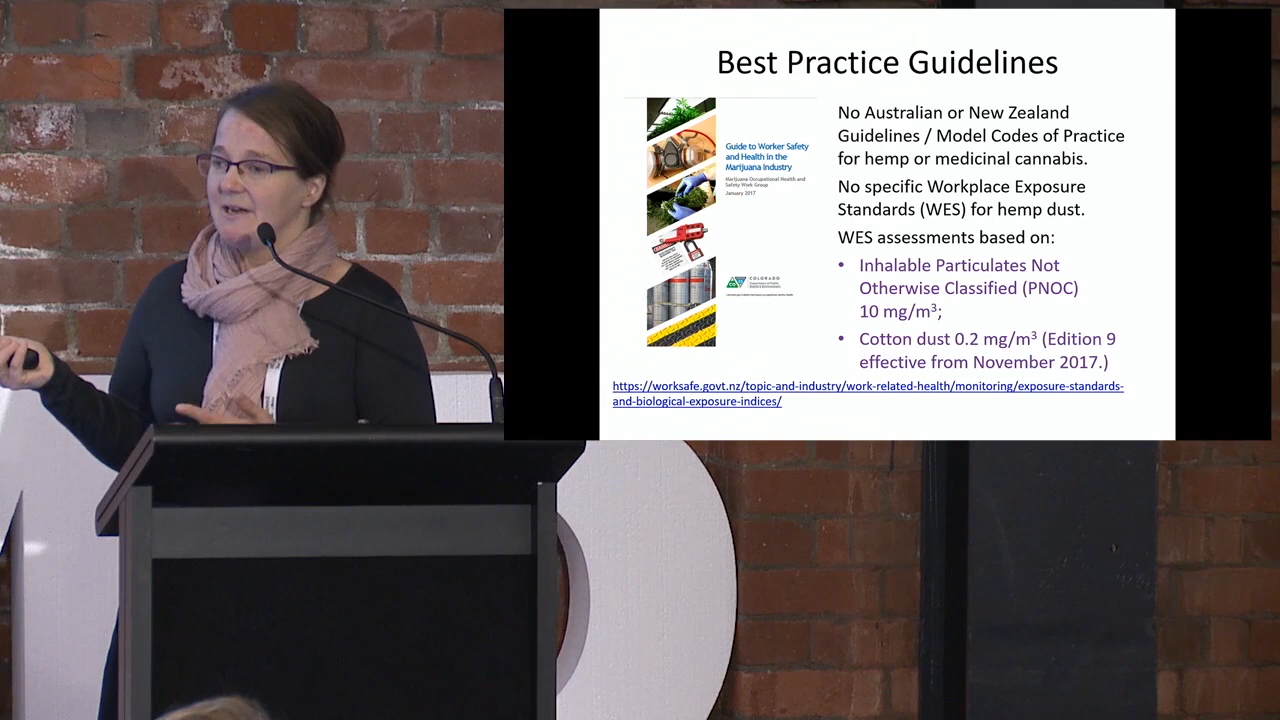 Best Practice Guidelines
Guide to Worker Safety
and Health in the
Marijuana Industry
Marijuana Occupational Health and
Safety Work Group
January 2017
COLORADO
No Australian or New Zealand
Guidelines / Model Codes of Practice
for hemp or medicinal cannabis.
No specific Workplace Exposure
Standards (WES) for hemp dust.
WES assessments based on:
• Inhalable Particulates Not
Otherwise Classified (PNOC)
10 mg/m³;
• Cotton dust 0.2 mg/m³ (Edition 9
effective from November 2017.)
https://worksafe.govt.nz/topic-and-industry/work-related-health/monitoring/exposure-standards-
and-biological-exposure-indices/